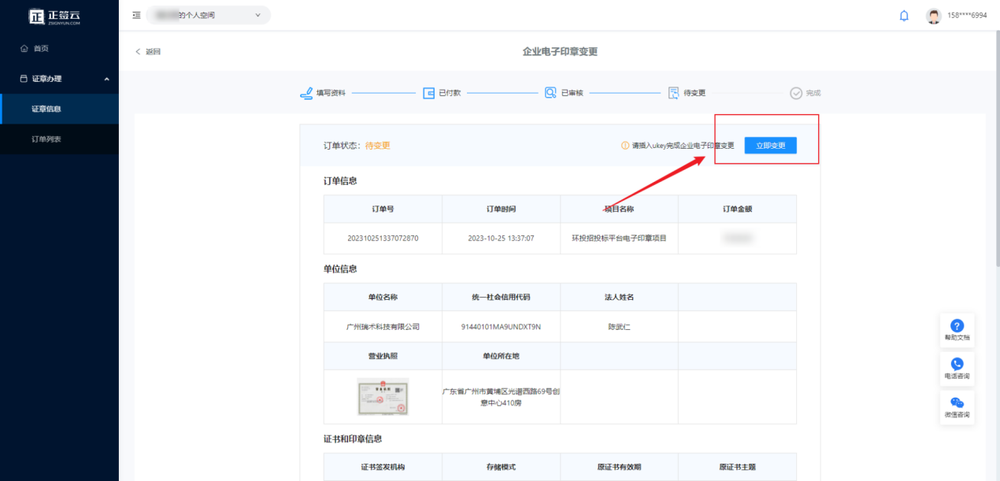 正签云
ZSIGNYUN.COM
的个人空间
158****6994
首页
证章办理
证章信息
订单列表
返回
企业电子印章变更
填写资料 已付款 已审核 待变更 完成
订单状态：待变更
请插入ukey完成企业电子印章变更
立即变更
订单信息
订单号 订单时间 项目名称 订单金额
202310251337072870 2023-10-25 13:37:07 环投招投标平台电子印章项目
单位信息
单位名称 统一社会信用代码 法人姓名
广州瑞术科技有限公司 91440101MA9UNDXT9N 陈武仁
营业执照 单位所在地
广东省广州市黄埔区光谱西路69号创
意中心410房
证书和印章信息
证书签发机构 存储模式 原证书有效期 原证书主题
帮助文档
电话咨询
微信咨询